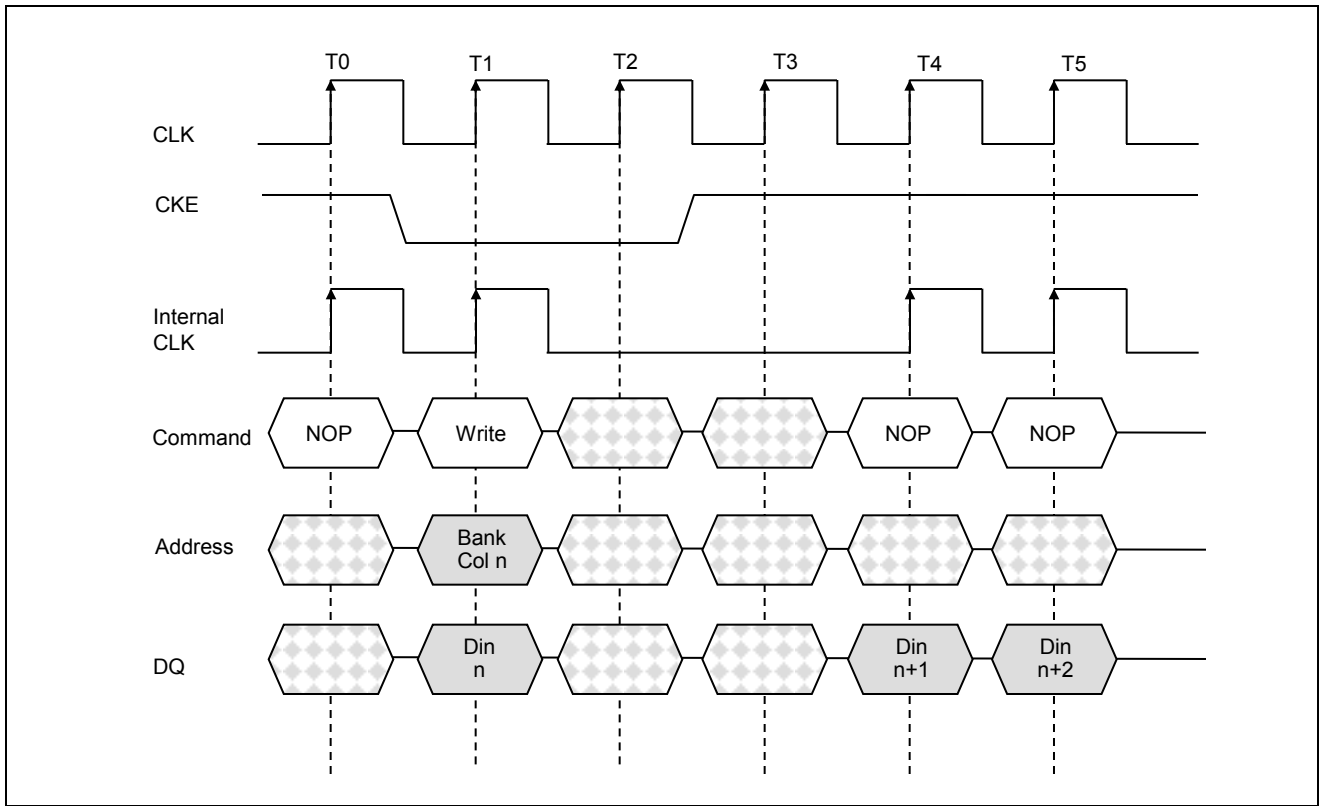 T0 T1 T2 T3 T4 T5
CLK
CKE
Internal
CLK
Command NOP Write NOP NOP
Address Bank
Col n
DQ Din Din Din
n n+1 n+2